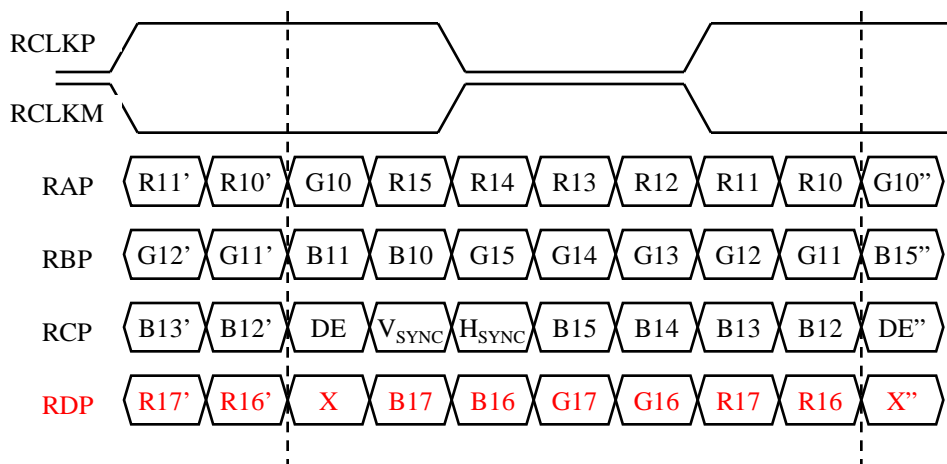 RCLKP
RCLKM
RAP R11’ R10’ G10 R15 R14 R13 R12 R11 R10 G10”
RBP G12’ G11’ B11 B10 G15 G14 G13 G12 G11 B15”
RCP B13’ B12’ DE VSYNC HSYNC B15 B14 B13 B12 DE”
RDP R17’ R16’ X B17 B16 G17 G16 R17 R16 X”